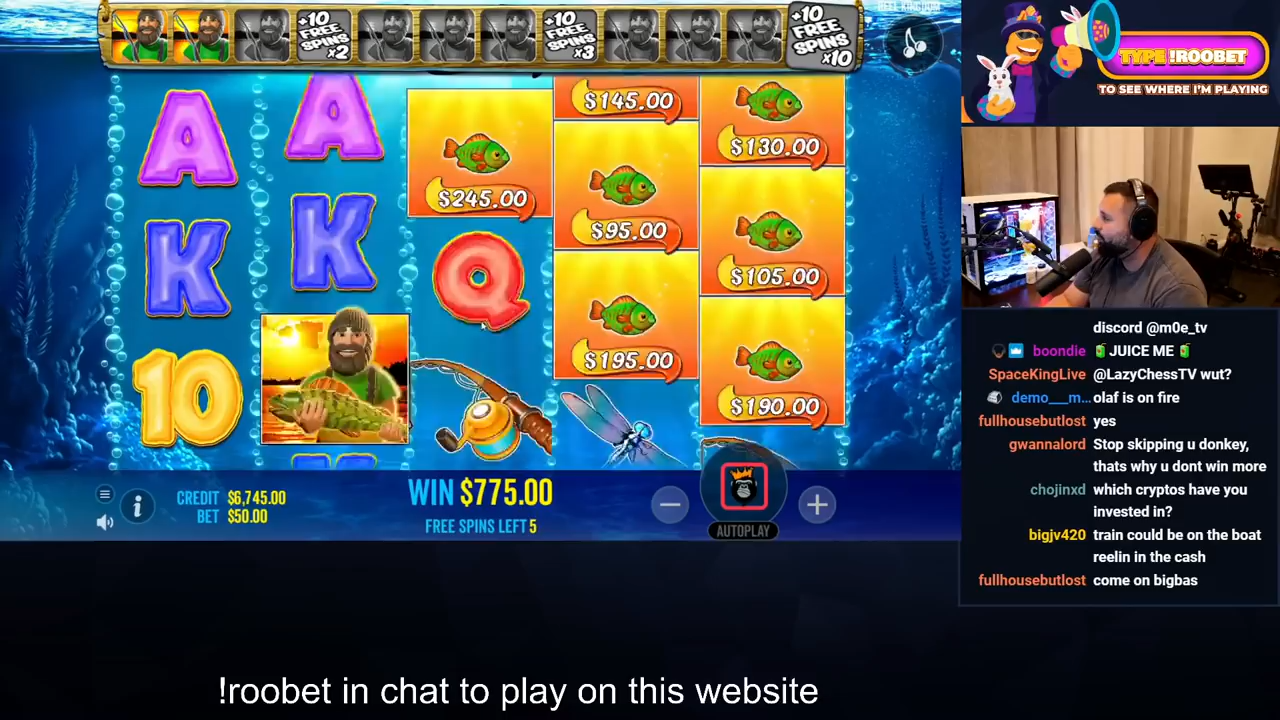 +10
FREE
SPINS
x2
+10
FREE
SPINS
x3
+10
FREE
SPINS
x10
REEL KINGDOM
TYPE !ROOBET
TO SEE WHERE I'M PLAYING
A
A
$245.00
$145.00
$130.00
K
K
Q
$95.00
$105.00
10
$195.00
$190.00
CREDIT $6,745.00
BET $50.00
WIN $775.00
FREE SPINS LEFT 5
AUTOPLAY
discord @m0e_tv
boondie JUICE ME
SpaceKingLive @LazyChessTV wut?
demo___m... olaf is on fire
fullhousebutlost yes
gwannalord Stop skipping u donkey,
thats why u dont win more
chojinxd which cryptos have you
invested in?
bigjv420 train could be on the boat
reelin in the cash
fullhousebutlost come on bigbas
!roobet in chat to play on this website